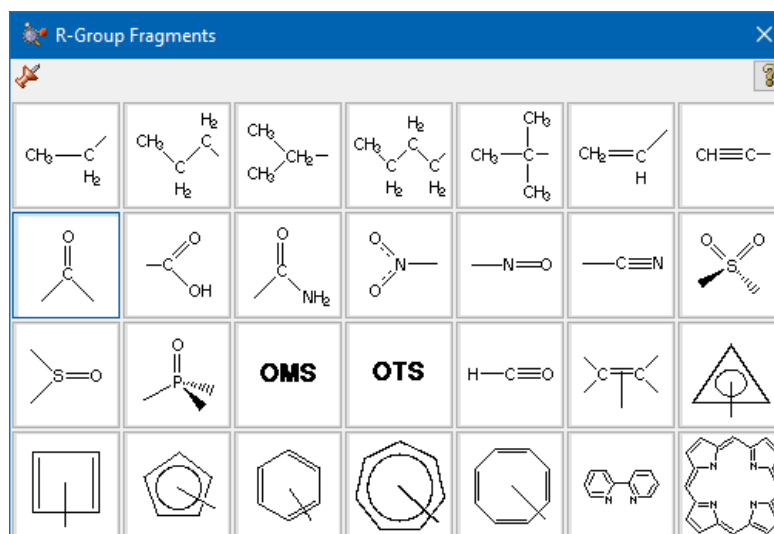 R-Group Fragments
CH3 C H2
CH3 C H2 C H2
CH3 CH3 CH2
CH3 C H2 C H2 C H2
CH3 CH3 C CH3
CH2 C H
CH C
O C
C O OH
O C NH2
O N O
N O
C N
O O S
S O
O P
OMS
OTS
H C O
C C
N N
N N N N